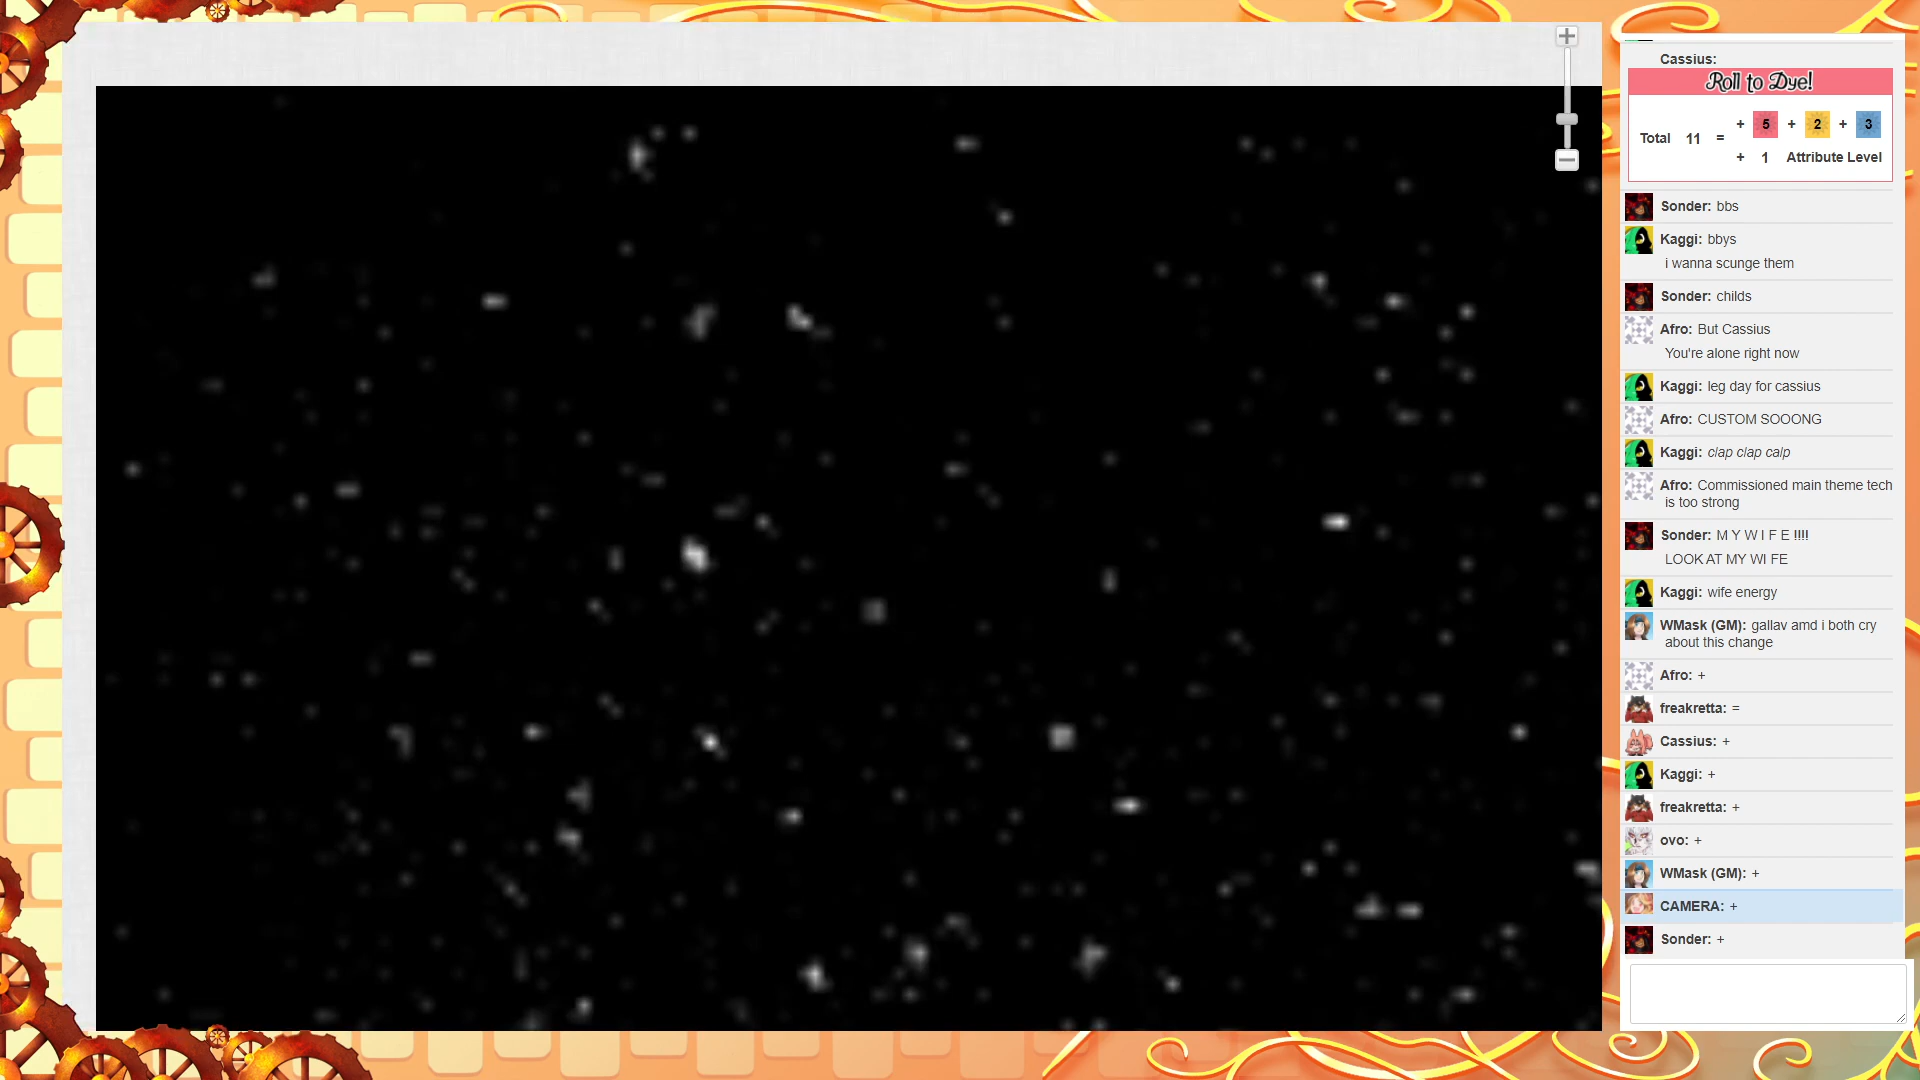 Cassius:
Roll to Dye!
Total 11 = + 5 + 2 + 3
+ 1 Attribute Level
Sonder: bbs
Kaggi: bbys
i wanna scunge them
Sonder: childs
Afro: But Cassius
You're alone right now
Kaggi: leg day for cassius
Afro: CUSTOM SOOONG
Kaggi: clap clap calp
Afro: Commissioned main theme tech
is too strong
Sonder: M Y W I F E !!!!
LOOK AT MY WI FE
Kaggi: wife energy
WMask (GM): gallav amd i both cry
about this change
Afro: +
freakretta: =
Cassius: +
Kaggi: +
freakretta: +
ovo: +
WMask (GM): +
CAMERA: +
Sonder: +